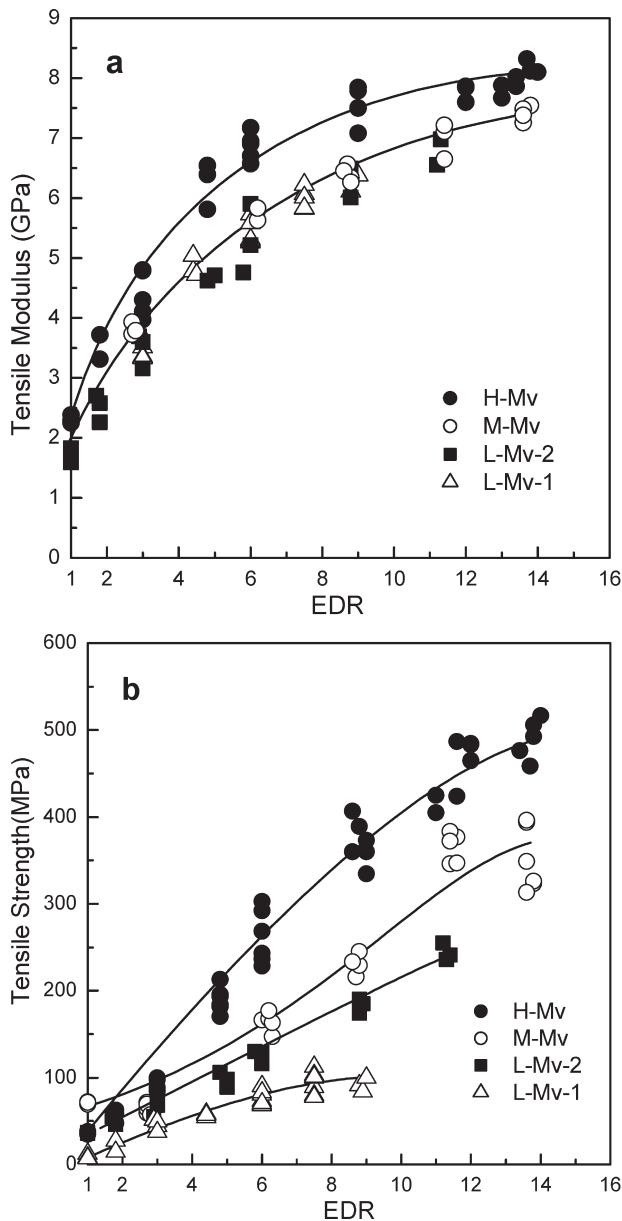 a
9
8
7
6
5
4
3
2
1
0
Tensile Modulus (GPa)
H-Mv
M-Mv
L-Mv-2
L-Mv-1
1 2 4 6 8 10 12 14 16
EDR
b
600
500
400
300
200
100
0
Tensile Strength(MPa)
H-Mv
M-Mv
L-Mv-2
L-Mv-1
1 2 4 6 8 10 12 14 16
EDR